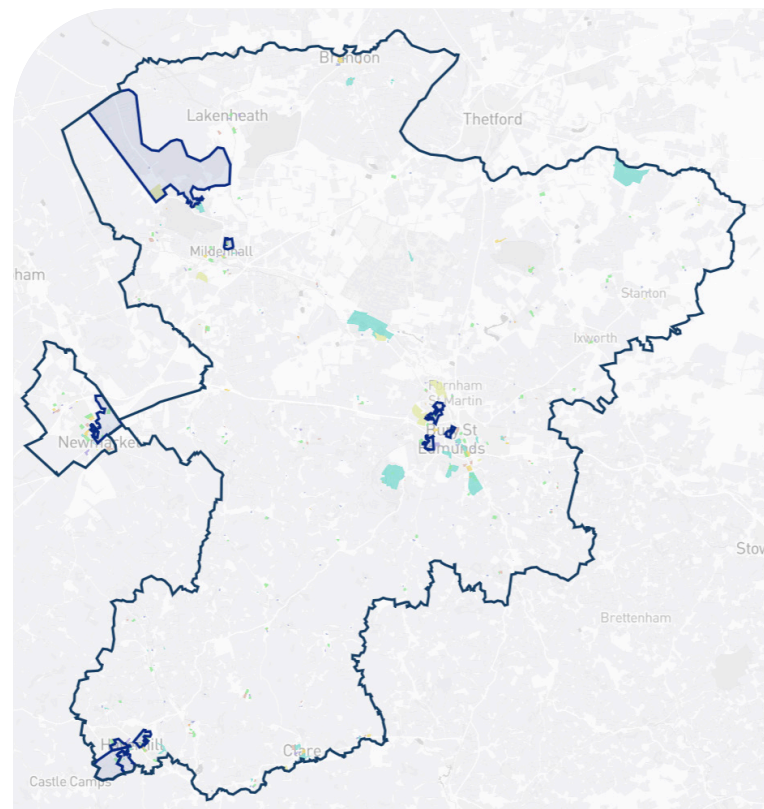 Brandon
Lakenheath
Thetford
Mildenhall
ham
Stanton
Ixworth
Fornham
St Martin
Newmarket
Bury St
Edmunds
Stow
Brettenham
Haverhill
Clare
Castle Camps